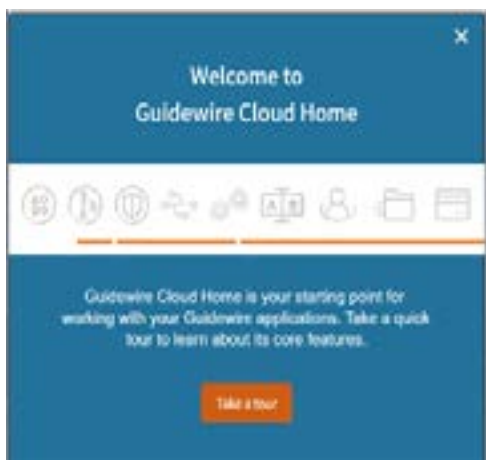 Welcome to
Guidewire Cloud Home
A B
Guidewire Cloud Home is your starting point for
working with your Guidewire applications. Take a quick
tour to learn about its core features.
Take a tour